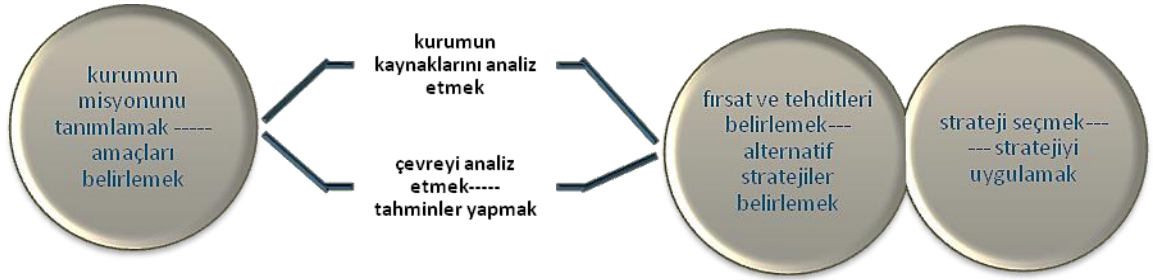 kurumun
misyonunu
tanımlamak -----
amaçları
belirlemek
kurumun
kaynaklarını analiz
etmek
çevreyi analiz
etmek-----
tahminler yapmak
fırsat ve tehditleri
belirlemek---
alternatif
stratejiler
belirlemek
strateji seçmek---
--- stratejiyi
uygulamak